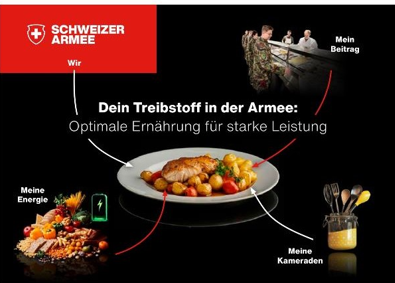 SCHWEIZER
ARMEE
Wir
Mein
Beitrag
Dein Treibstoff in der Armee:
Optimale Ernährung für starke Leistung
Meine
Energie
Meine
Kameraden